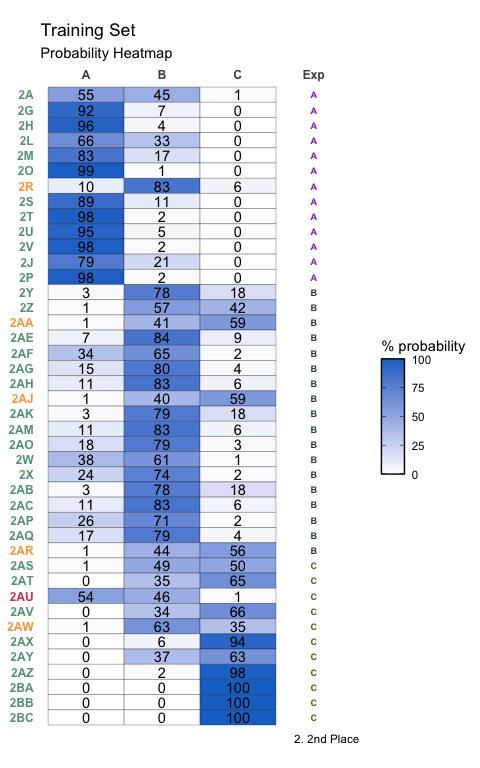 Training Set
Probability Heatmap
A B C Exp
2A 55 45 1 A
2G 92 7 0 A
2H 96 4 0 A
2L 66 33 0 A
2M 83 17 0 A
2O 99 1 0 A
2R 10 83 6 A
2S 89 11 0 A
2T 98 2 0 A
2U 95 5 0 A
2V 98 2 0 A
2J 79 21 0 A
2P 98 2 0 A
2Y 3 78 18 B
2Z 1 57 42 B
2AA 1 41 59 B
2AE 7 84 9 B
2AF 34 65 2 B
2AG 15 80 4 B
2AH 11 83 6 B
2AJ 1 40 59 B
2AK 3 79 18 B
2AM 11 83 6 B
2AO 18 79 3 B
2W 38 61 1 B
2X 24 74 2 B
2AB 3 78 18 B
2AC 11 83 6 B
2AP 26 71 2 B
2AQ 17 79 4 B
2AR 1 44 56 B
2AS 1 49 50 C
2AT 0 35 65 C
2AU 54 46 1 C
2AV 0 34 66 C
2AW 1 63 35 C
2AX 0 6 94 C
2AY 0 37 63 C
2AZ 0 2 98 C
2BA 0 0 100 C
2BB 0 0 100 C
2BC 0 0 100 C
% probability
100
75
50
25
0
2. 2nd Place